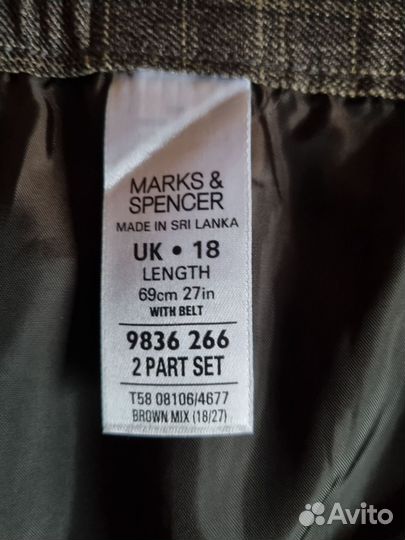 MARKS &
SPENCER
MADE IN SRI LANKA
UK • 18
LENGTH
69cm 27in
WITH BELT
9836 266
2 PART SET
T58 08106/4677
BROWN MIX (18/27)
Avito